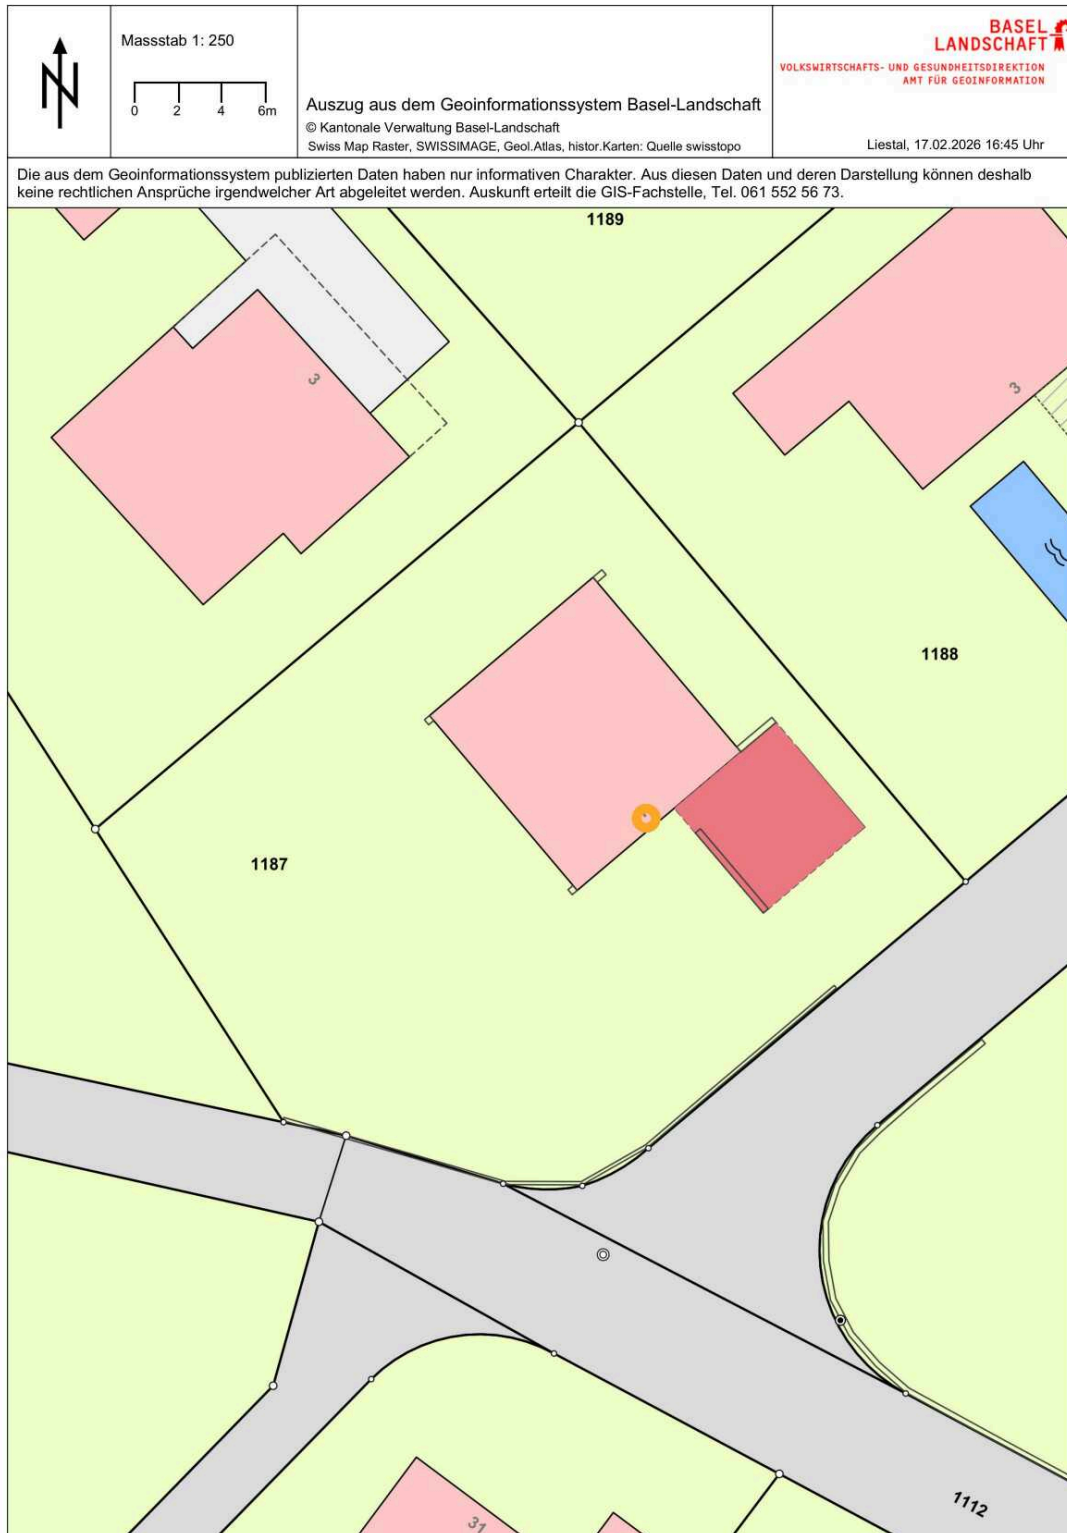 Massstab 1: 250
0 2 4 6m
Auszug aus dem Geoinformationssystem Basel-Landschaft
© Kantonale Verwaltung Basel-Landschaft
Swiss Map Raster, SWISSIMAGE, Geol.Atlas, histor.Karten: Quelle swisstopo
BASEL
LANDSCHAFT
VOLKSWIRTSCHAFTS- UND GESUNDHEITSDIREKTION
AMT FÜR GEOINFORMATION
Liestal, 17.02.2026 16:45 Uhr
Die aus dem Geoinformationssystem publizierten Daten haben nur informativen Charakter. Aus diesen Daten und deren Darstellung können deshalb
keine rechtlichen Ansprüche irgendwelcher Art abgeleitet werden. Auskunft erteilt die GIS-Fachstelle, Tel. 061 552 56 73.
1189
3
3
1188
1187
1112
31